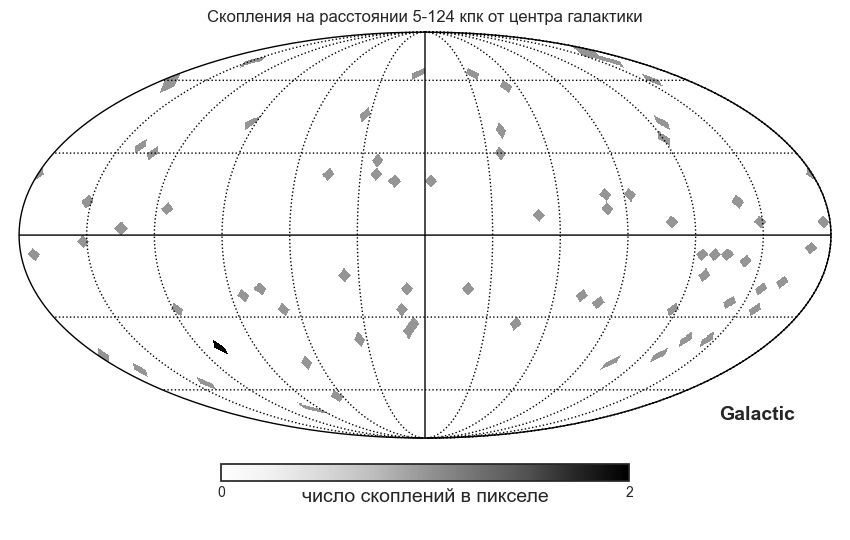 Скопления на расстоянии 5-124 кпк от центра галактики
Galactic
0 2
число скоплений в пикселе